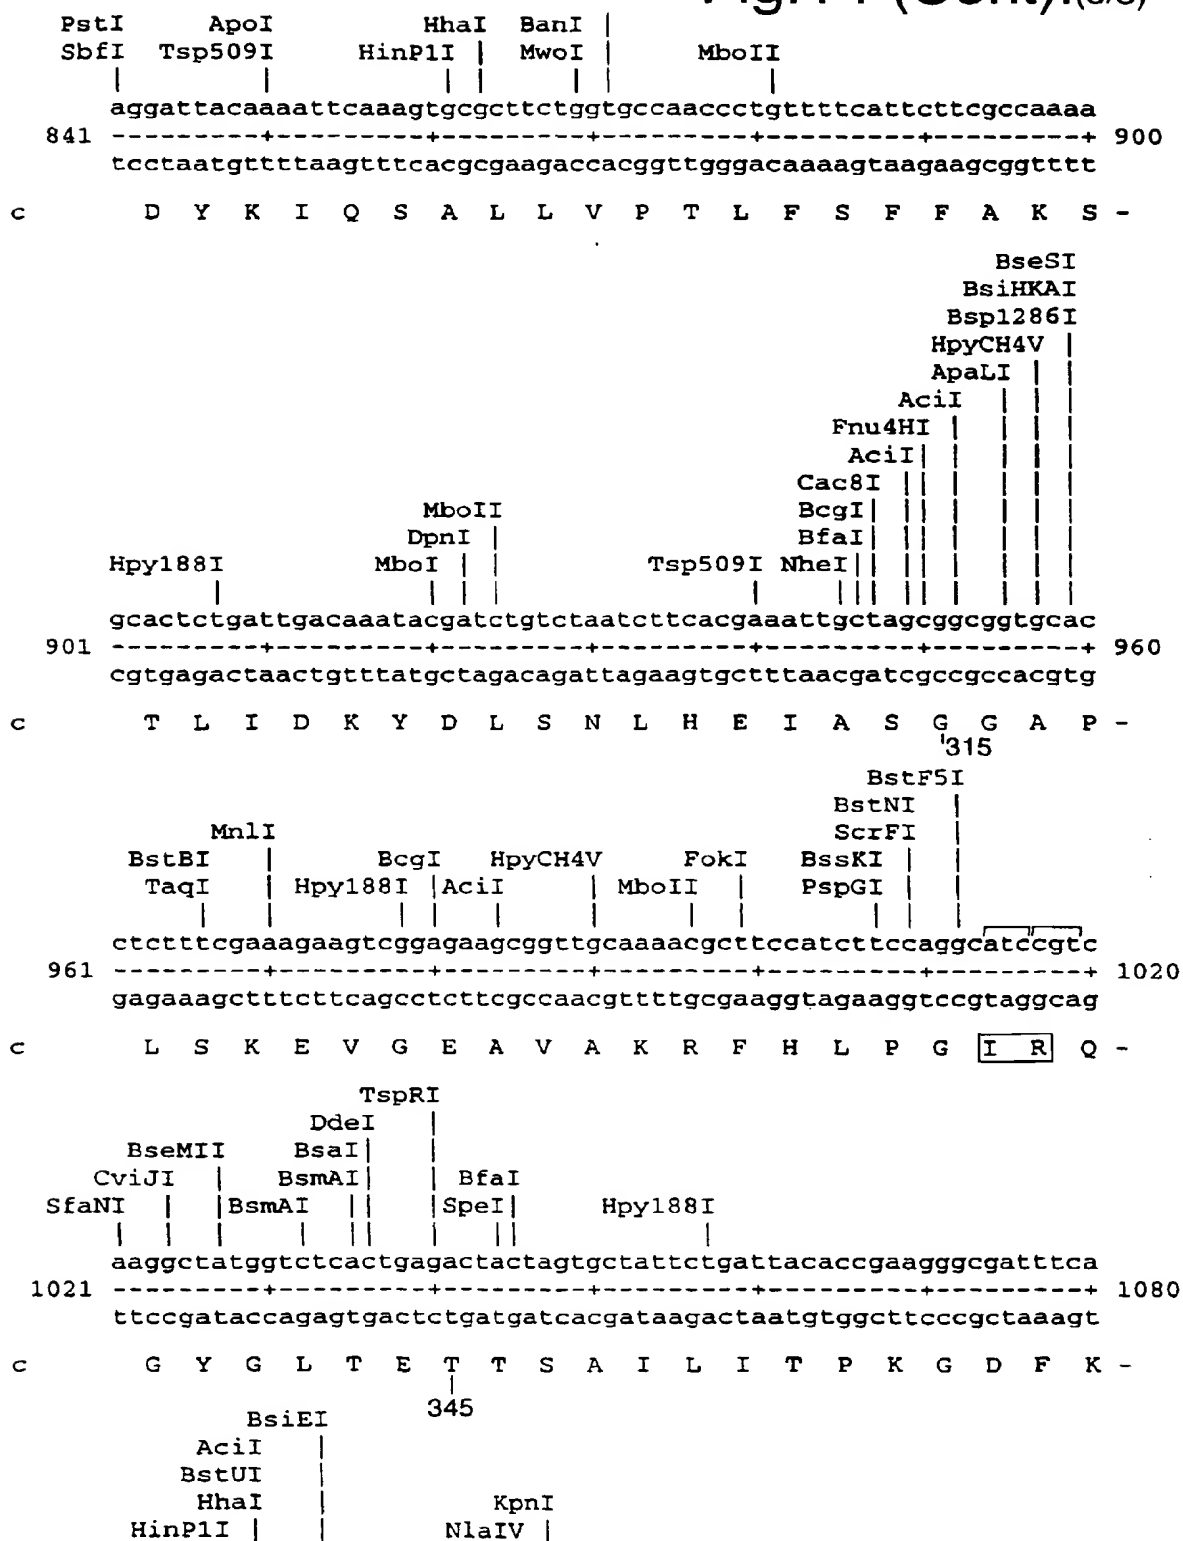 Fig. 11 (Cont).(3/8)
PstI ApoI HhaI BanI
SbfI Tsp509I HinP1I MwoI MboII
aggattacaaaattcaaagtgcgcttctggtgccaaccctgttttcattcttcgccaaaa
841 ---------+---------+---------+---------+---------+---------+ 900
tcctaatgttttaagtttcacgcgaagaccacggttgggacaaaagtaagaagcggtttt
c D Y K I Q S A L L V P T L F S F F A K S -
BseSI
BsiHKAI
Bsp1286I
HpyCH4V
ApaLI
AciI
Fnu4HI
AciI
Cac8I
MboII BcgI
DpnI BfaI
Hpy188I MboI Tsp509I NheI
gcactctgattgacaaatacgatctgtctaatcttcacgaaattgctagcggcggtgcac
901 ---------+---------+---------+---------+---------+---------+ 960
cgtgagactaactgtttatgctagacagattagaagtgctttaacgatcgccgccacgtg
c T L I D K Y D L S N L H E I A S G G A P -
315
BstF5I
BstNI
MnlI ScrFI
BstBI BcgI HpyCH4V FokI BssKI
TaqI Hpy188I AciI MboII PspGI
ctctttcgaaagaagtcggagaagcggttgcaaaacgcttccatcttccaggcatccgtc
961 ---------+---------+---------+---------+---------+---------+ 1020
gagaaagctttcttcagcctcttcgccaacgttttgcgaaggtagaaggtccgtaggcag
c L S K E V G E A V A K R F H L P G I R Q -
TspRI
DdeI
BseMII BsaI
CviJI BsmAI BfaI
SfaNI BsmAI SpeI Hpy188I
aaggctatggtctcactgagactactagtgctattctgattacaccgaagggcgatttca
1021 ---------+---------+---------+---------+---------+---------+ 1080
ttccgataccagagtgactctgatgatcacgataagactaatgtggcttcccgctaaagt
c G Y G L T E T T S A I L I T P K G D F K -
345
BsiEI
AciI
BstUI
HhaI KpnI
HinP1I NlaIV